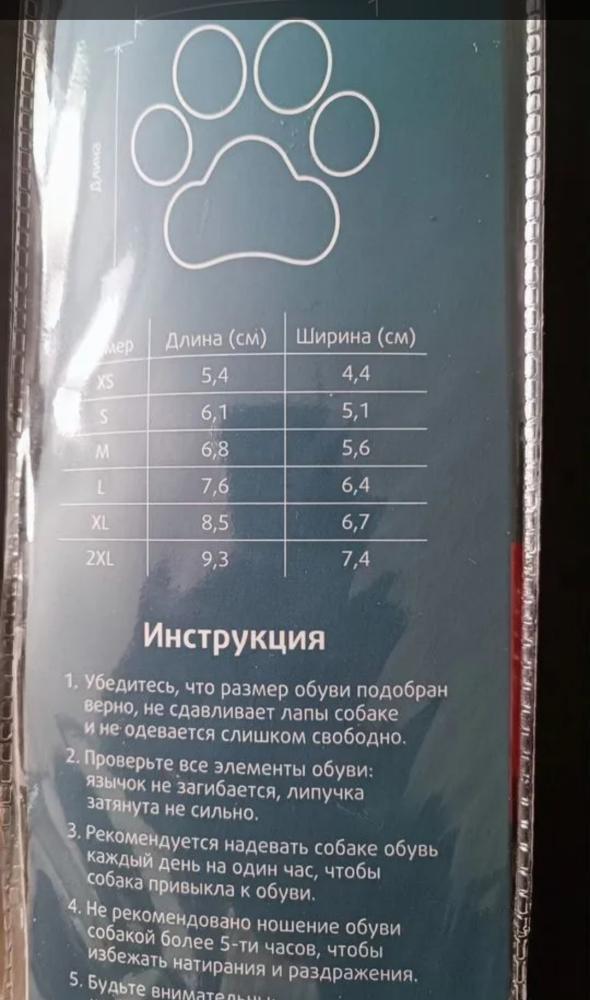 Длина
Длина (см) Ширина (см)
XS 5,4 4,4
S 6,1 5,1
M 6,8 5,6
L 7,6 6,4
XL 8,5 6,7
2XL 9,3 7,4
Инструкция
1. Убедитесь, что размер обуви подобран
верно, не сдавливает лапы собаке
и не одевается слишком свободно.
2. Проверьте все элементы обуви:
язычок не загибается, липучка
затянута не сильно.
3. Рекомендуется надевать собаке обувь
каждый день на один час, чтобы
собака привыкла к обуви.
4. Не рекомендовано ношение обуви
собакой более 5-ти часов, чтобы
избежать натирания и раздражения.
5. Будьте